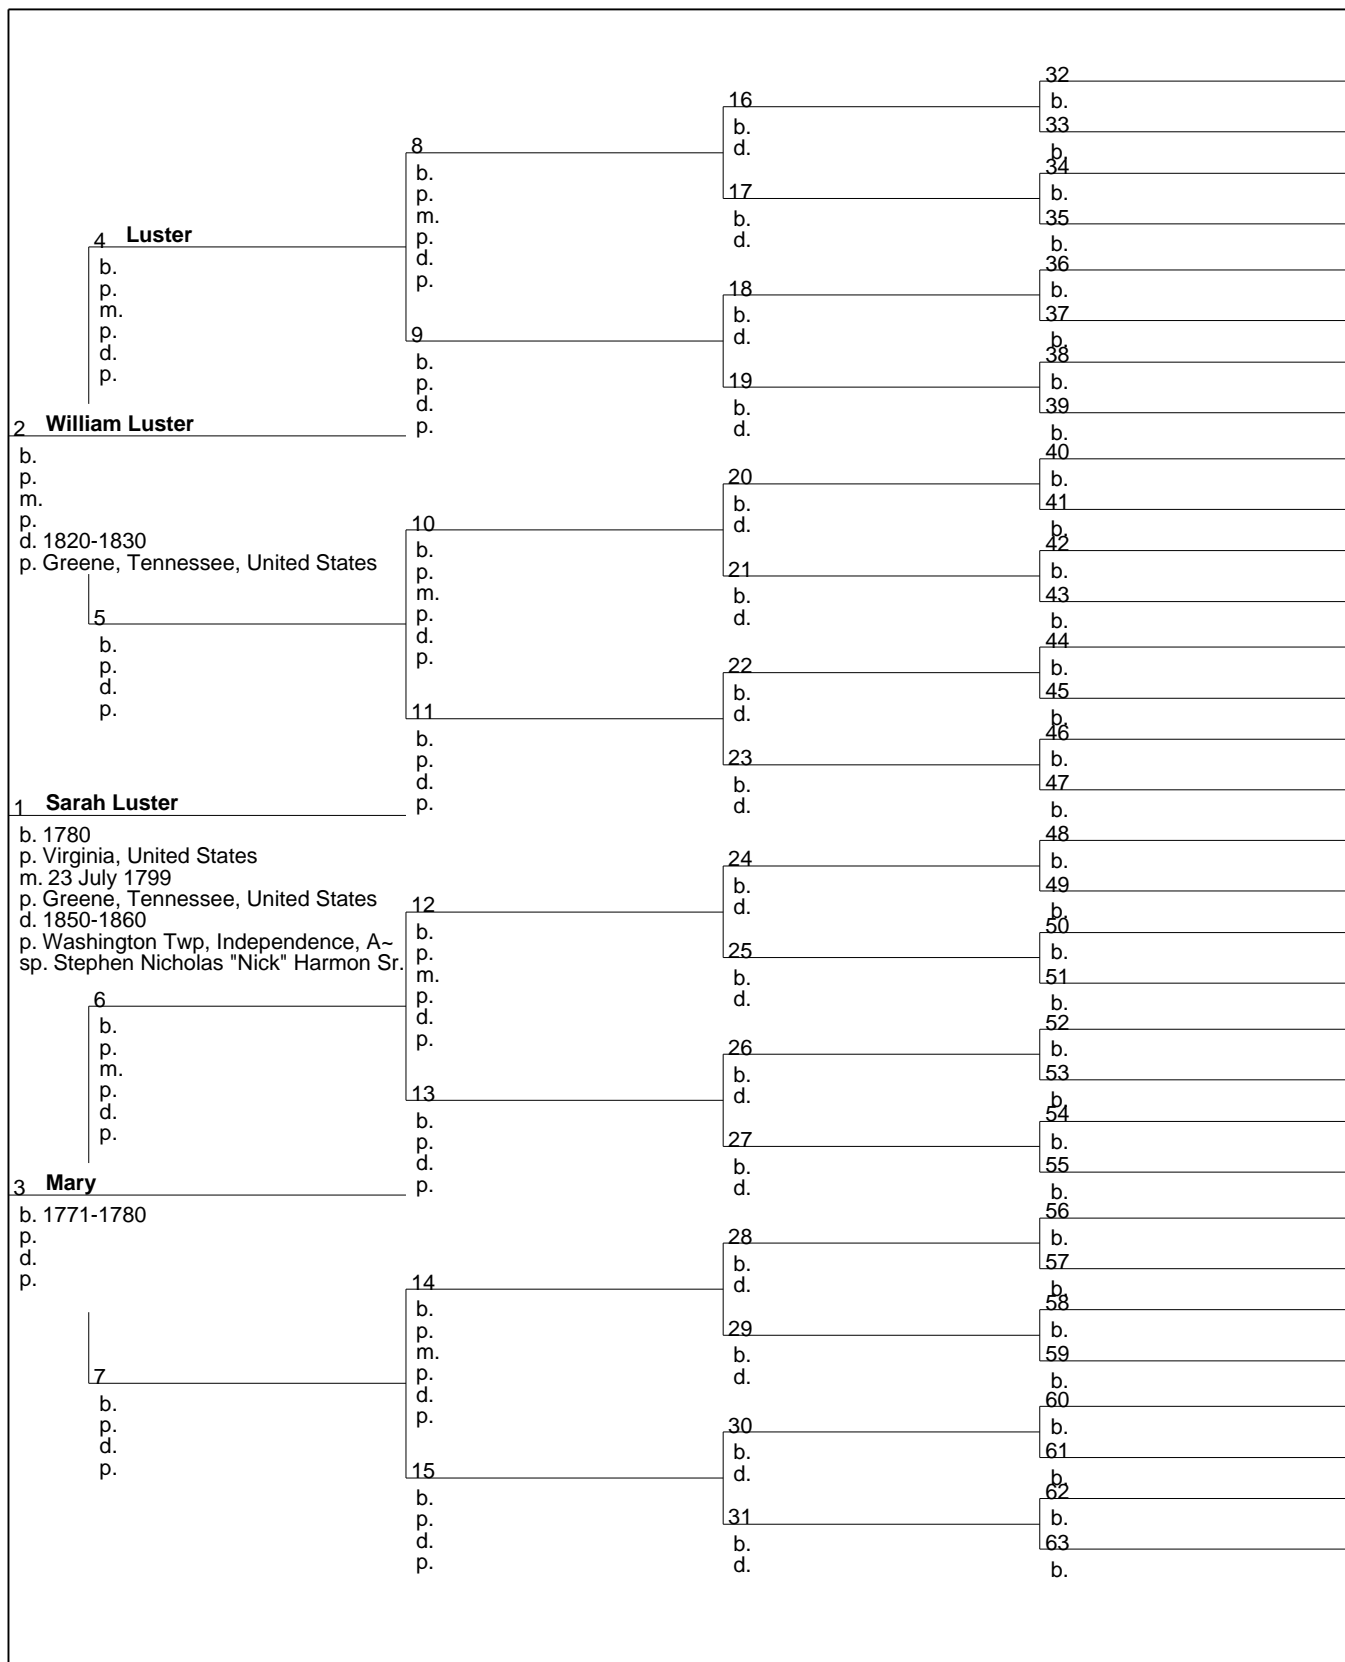 4 Luster
b.
p.
m.
p.
d.
p.
2 William Luster
b.
p.
m.
p.
d. 1820-1830
p. Greene, Tennessee, United States
5
b.
p.
d.
p.
1 Sarah Luster
b. 1780
p. Virginia, United States
m. 23 July 1799
p. Greene, Tennessee, United States
d. 1850-1860
p. Washington Twp, Independence, A~
sp. Stephen Nicholas "Nick" Harmon Sr.
6
b.
p.
m.
p.
d.
p.
3 Mary
b. 1771-1780
p.
d.
p.
7
b.
p.
d.
p.
8
b.
p.
m.
p.
d.
p.
9
b.
p.
d.
p.
10
b.
p.
m.
p.
d.
p.
11
b.
p.
d.
p.
12
b.
p.
m.
p.
d.
p.
13
b.
p.
d.
p.
14
b.
p.
m.
p.
d.
p.
15
b.
p.
d.
p.
16
b.
d.
17
b.
d.
18
b.
d.
19
b.
d.
20
b.
d.
21
b.
d.
22
b.
d.
23
b.
d.
24
b.
d.
25
b.
d.
26
b.
d.
27
b.
d.
28
b.
d.
29
b.
d.
30
b.
d.
31
b.
d.
32
b.
33
b.
34
b.
35
b.
36
b.
37
b.
38
b.
39
b.
40
b.
41
b.
42
b.
43
b.
44
b.
45
b.
46
b.
47
b.
48
b.
49
b.
50
b.
51
b.
52
b.
53
b.
54
b.
55
b.
56
b.
57
b.
58
b.
59
b.
60
b.
61
b.
62
b.
63
b.